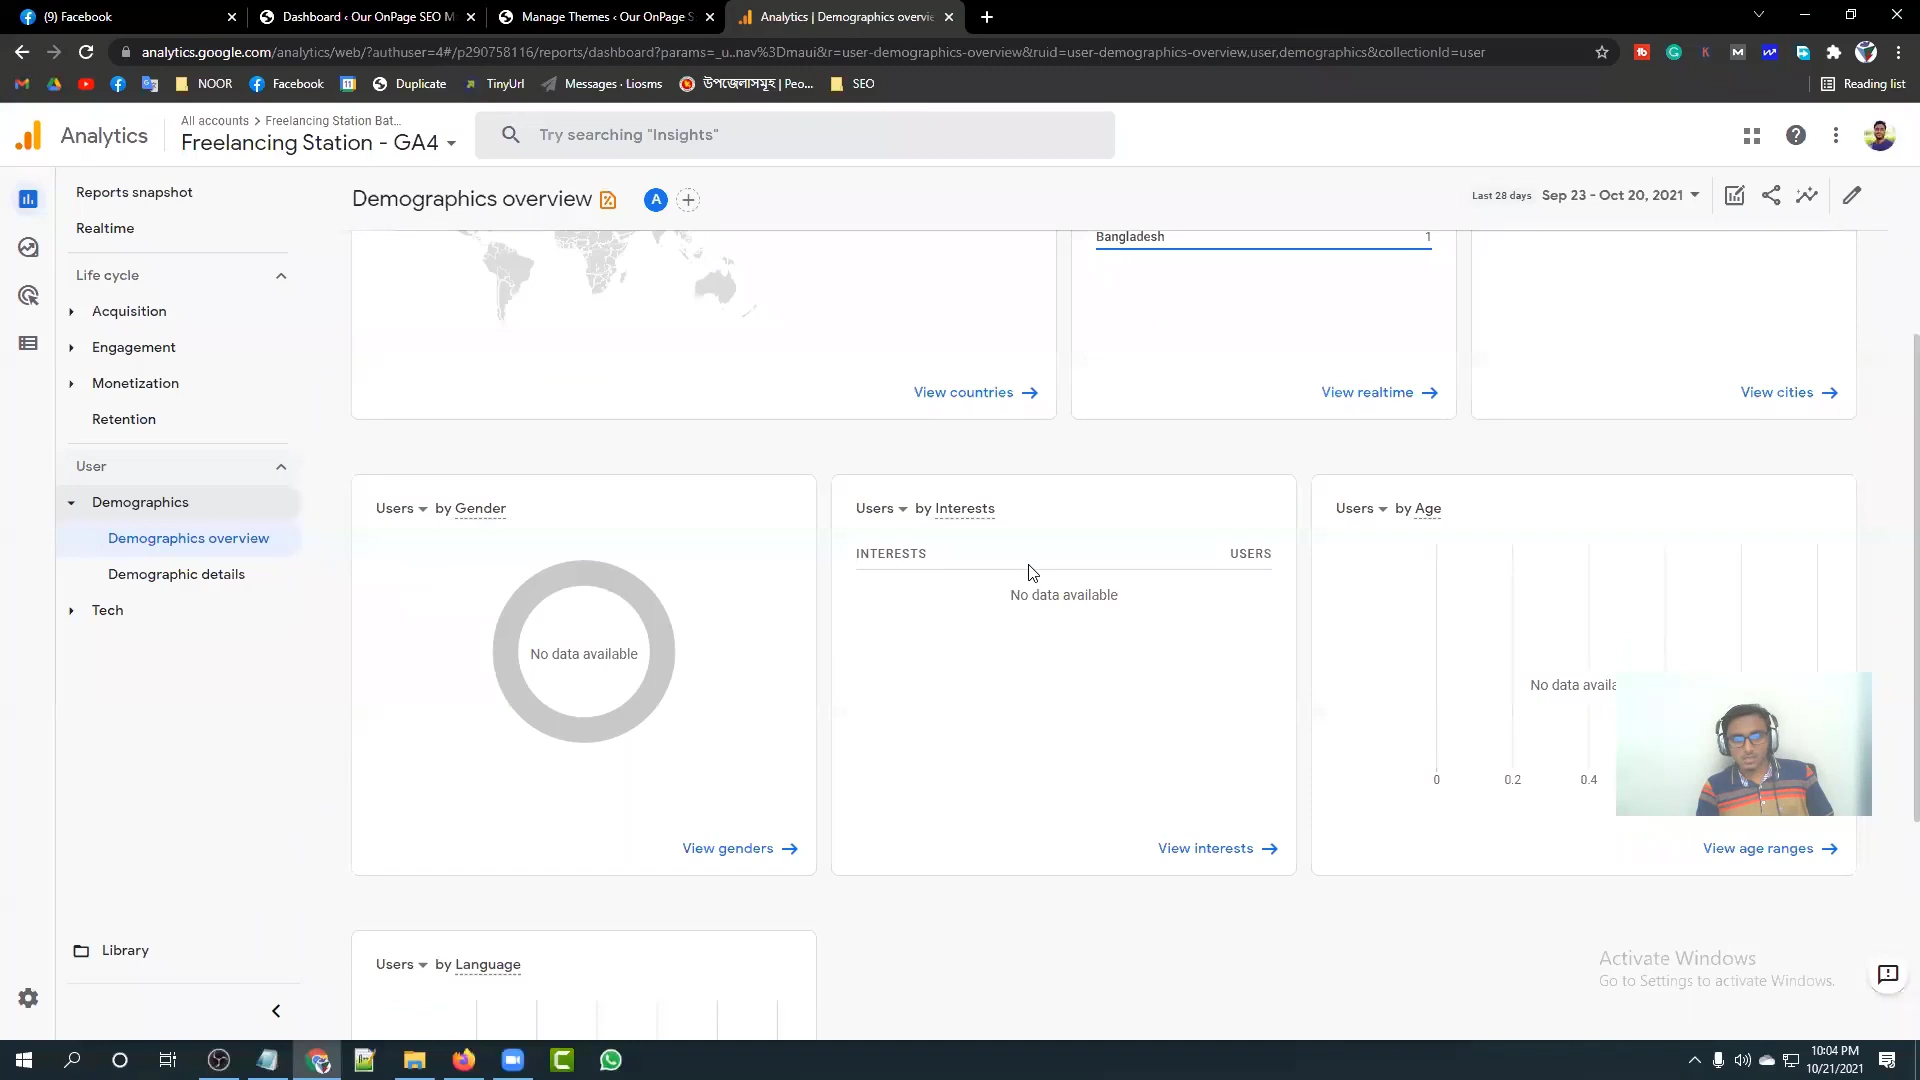 (9) Facebook
Dashboard ‹ Our OnPage SEO M
Manage Themes ‹ Our OnPage S
Analytics | Demographics overvie
analytics.google.com/analytics/web/?authuser=4#/p290758116/reports/dashboard?params=_u..nav%3Dmaui&r=user-demographics-overview&ruid=user-demographics-overview,user,demographics&collectionId=user
NOOR
Facebook
Duplicate
TinyUrl
Messages · Liosms
উপজেলাসমূহ | Peo...
SEO
Reading list
Analytics
All accounts > Freelancing Station Bat...
Freelancing Station - GA4
Try searching "Insights"
Reports snapshot
Realtime
Life cycle
Acquisition
Engagement
Monetization
Retention
User
Demographics
Demographics overview
Demographic details
Tech
Library
Demographics overview
A
Last 28 days Sep 23 - Oct 20, 2021
Bangladesh 1
View countries
View realtime
View cities
Users by Gender
No data available
View genders
Users by Interests
INTERESTS USERS
No data available
View interests
Users by Age
No data availa
0 0.2 0.4
View age ranges
Users by Language
Activate Windows
Go to Settings to activate Windows.
10:04 PM
10/21/2021